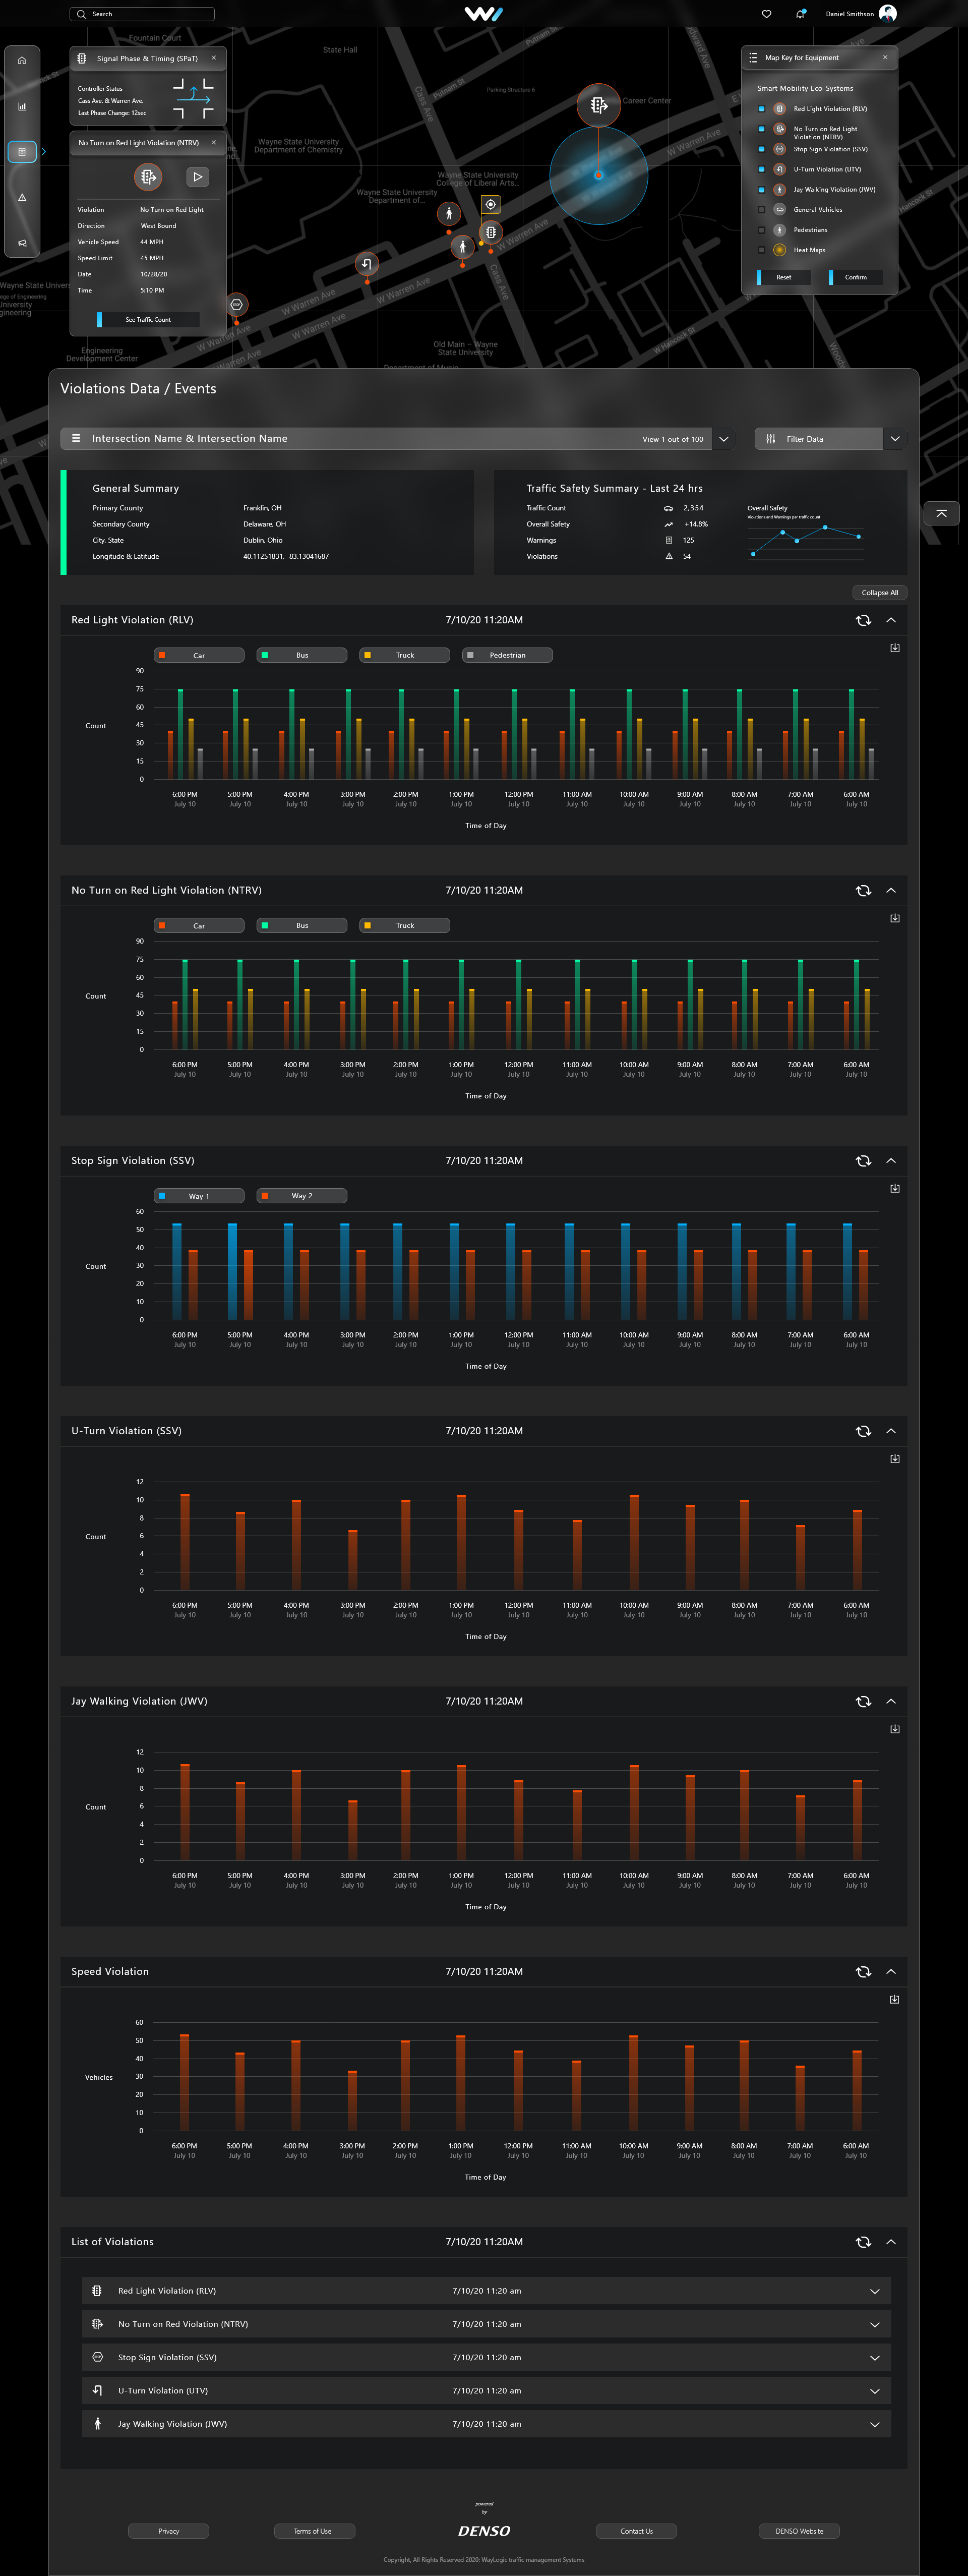 Search
Daniel Smithson
Fountain Court
State Hall
Putnam St
Cass Ave
Putnam St
Parking Structure 6
Career Center
Wayne State University
Department of Chemistry
Wayne State University
College of Liberal Arts...
Wayne State University
Department of...
W Warren Ave
W Warren Ave
W Warren Ave
W Warren Ave
W Warren Ave
Cass Ave
Old Main – Wayne
State University
W Hancock St
Engineering
Development Center
Signal Phase & Timing (SPaT)
Controller Status
Cass Ave. & Warren Ave.
Last Phase Change: 12sec
No Turn on Red Light Violation (NTRV)
Violation No Turn on Red Light
Direction West Bound
Vehicle Speed 44 MPH
Speed Limit 45 MPH
Date 10/28/20
Time 5:10 PM
See Traffic Count
STOP
Map Key for Equipment
Smart Mobility Eco-Systems
Red Light Violation (RLV)
No Turn on Red Light
Violation (NTRV)
Stop Sign Violation (SSV)
U-Turn Violation (UTV)
Jay Walking Violation (JWV)
General Vehicles
Pedestrians
Heat Maps
Reset Confirm
Violations Data / Events
Intersection Name & Intersection Name View 1 out of 100
Filter Data
General Summary
Primary County Franklin, OH
Secondary County Delaware, OH
City, State Dublin, Ohio
Longitude & Latitude 40.11251831, -83.13041687
Traffic Safety Summary - Last 24 hrs
Traffic Count 2,354
Overall Safety +14.8%
Warnings 125
Violations 54
Overall Safety
Violations and Warnings per traffic count
Collapse All
Red Light Violation (RLV) 7/10/20 11:20AM
Car Bus Truck Pedestrian
90
75
60
45
Count
30
15
0
6:00 PM 5:00 PM 4:00 PM 3:00 PM 2:00 PM 1:00 PM 12:00 PM 11:00 AM 10:00 AM 9:00 AM 8:00 AM 7:00 AM 6:00 AM
July 10 July 10 July 10 July 10 July 10 July 10 July 10 July 10 July 10 July 10 July 10 July 10 July 10
Time of Day
No Turn on Red Light Violation (NTRV) 7/10/20 11:20AM
Car Bus Truck
90
75
60
45
Count
30
15
0
6:00 PM 5:00 PM 4:00 PM 3:00 PM 2:00 PM 1:00 PM 12:00 PM 11:00 AM 10:00 AM 9:00 AM 8:00 AM 7:00 AM 6:00 AM
July 10 July 10 July 10 July 10 July 10 July 10 July 10 July 10 July 10 July 10 July 10 July 10 July 10
Time of Day
Stop Sign Violation (SSV) 7/10/20 11:20AM
Way 1 Way 2
60
50
40
Count
30
20
10
0
6:00 PM 5:00 PM 4:00 PM 3:00 PM 2:00 PM 1:00 PM 12:00 PM 11:00 AM 10:00 AM 9:00 AM 8:00 AM 7:00 AM 6:00 AM
July 10 July 10 July 10 July 10 July 10 July 10 July 10 July 10 July 10 July 10 July 10 July 10 July 10
Time of Day
U-Turn Violation (SSV) 7/10/20 11:20AM
12
10
8
Count
6
4
2
0
6:00 PM 5:00 PM 4:00 PM 3:00 PM 2:00 PM 1:00 PM 12:00 PM 11:00 AM 10:00 AM 9:00 AM 8:00 AM 7:00 AM 6:00 AM
July 10 July 10 July 10 July 10 July 10 July 10 July 10 July 10 July 10 July 10 July 10 July 10 July 10
Time of Day
Jay Walking Violation (JWV) 7/10/20 11:20AM
12
10
8
Count
6
4
2
0
6:00 PM 5:00 PM 4:00 PM 3:00 PM 2:00 PM 1:00 PM 12:00 PM 11:00 AM 10:00 AM 9:00 AM 8:00 AM 7:00 AM 6:00 AM
July 10 July 10 July 10 July 10 July 10 July 10 July 10 July 10 July 10 July 10 July 10 July 10 July 10
Time of Day
Speed Violation 7/10/20 11:20AM
60
50
40
Vehicles
30
20
10
0
6:00 PM 5:00 PM 4:00 PM 3:00 PM 2:00 PM 1:00 PM 12:00 PM 11:00 AM 10:00 AM 9:00 AM 8:00 AM 7:00 AM 6:00 AM
July 10 July 10 July 10 July 10 July 10 July 10 July 10 July 10 July 10 July 10 July 10 July 10 July 10
Time of Day
List of Violations 7/10/20 11:20AM
Red Light Violation (RLV) 7/10/20 11:20 am
No Turn on Red Violation (NTRV) 7/10/20 11:20 am
Stop Sign Violation (SSV) 7/10/20 11:20 am
U-Turn Violation (UTV) 7/10/20 11:20 am
Jay Walking Violation (JWV) 7/10/20 11:20 am
powered
by
DENSO
Privacy Terms of Use Contact Us DENSO Website
Copyright, All Rights Reserved 2020: WayLogic traffic management Systems